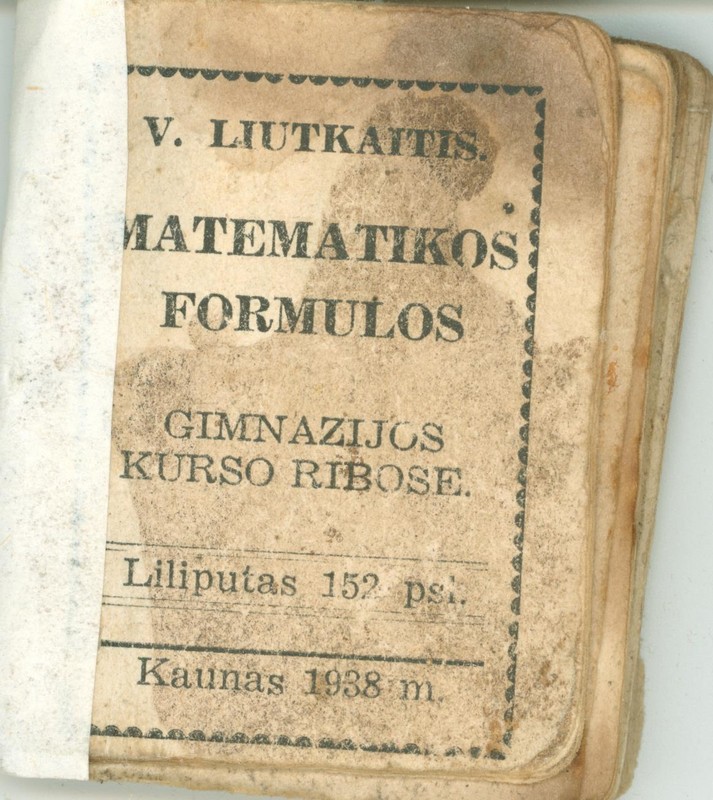 V. LIUTKAITIS.
MATEMATIKOS
FORMULOS
GIMNAZIJOS
KURSO RIBOSE.
Liliputas 152 psl.
Kaunas 1938 m.